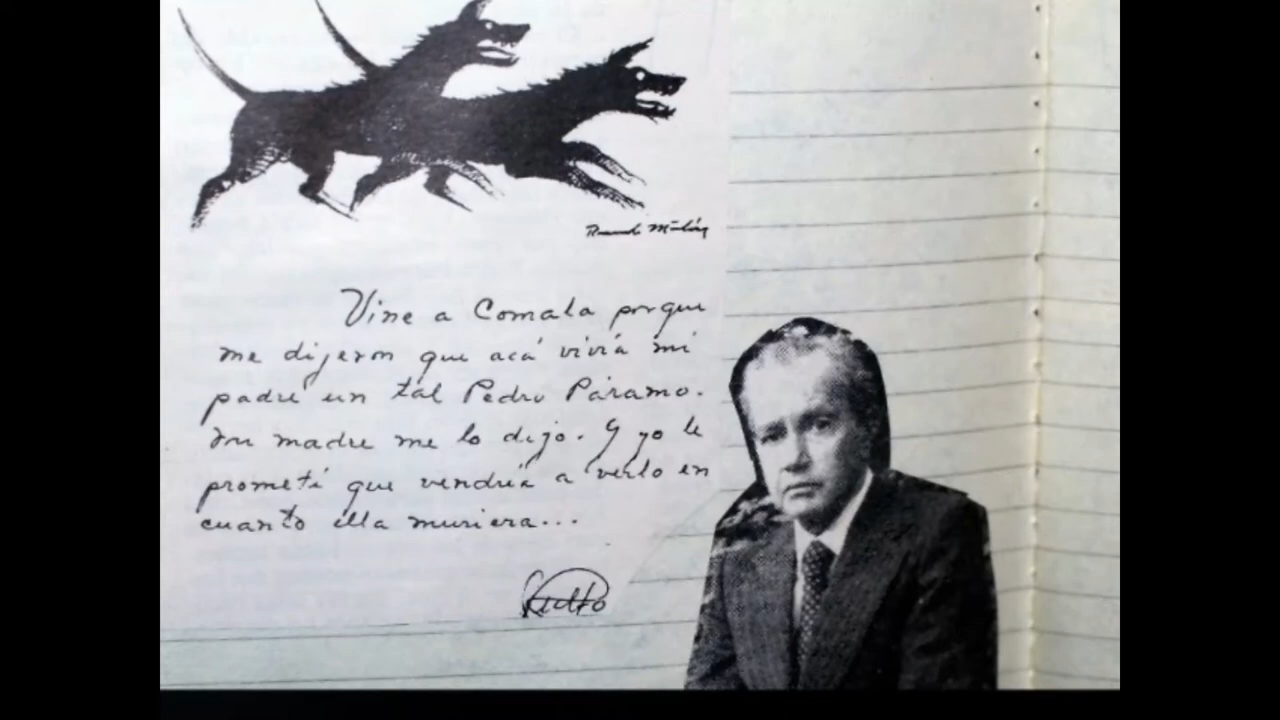 Vine a Comala porque
me dijeron que acá vivía mi
padre un tal Pedro Páramo.
Mi madre me lo dijo. Y yo le
prometí que vendría a verlo en
cuanto ella muriera...
Rulfo